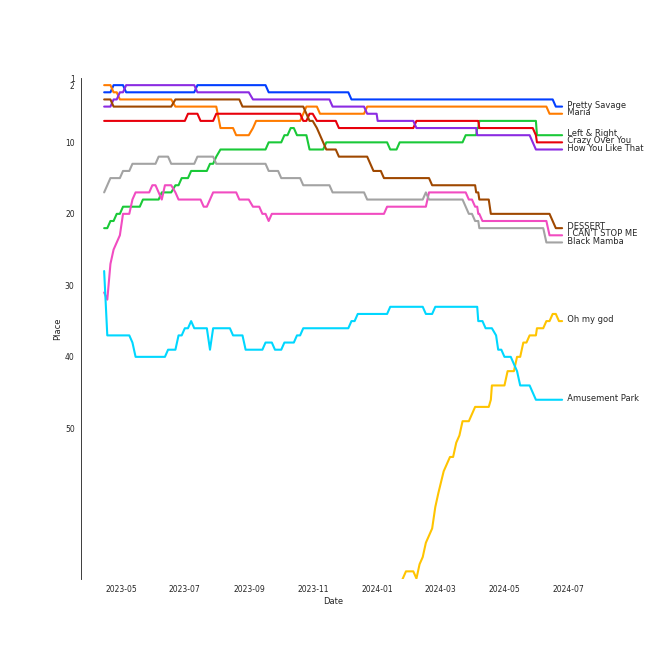 1
2
10
20
30
40
50
Place
Pretty Savage
Maria
Left & Right
Crazy Over You
How You Like That
DESSERT
I CAN'T STOP ME
Black Mamba
Oh my god
Amusement Park
2023-05 2023-07 2023-09 2023-11 2024-01 2024-03 2024-05 2024-07
Date